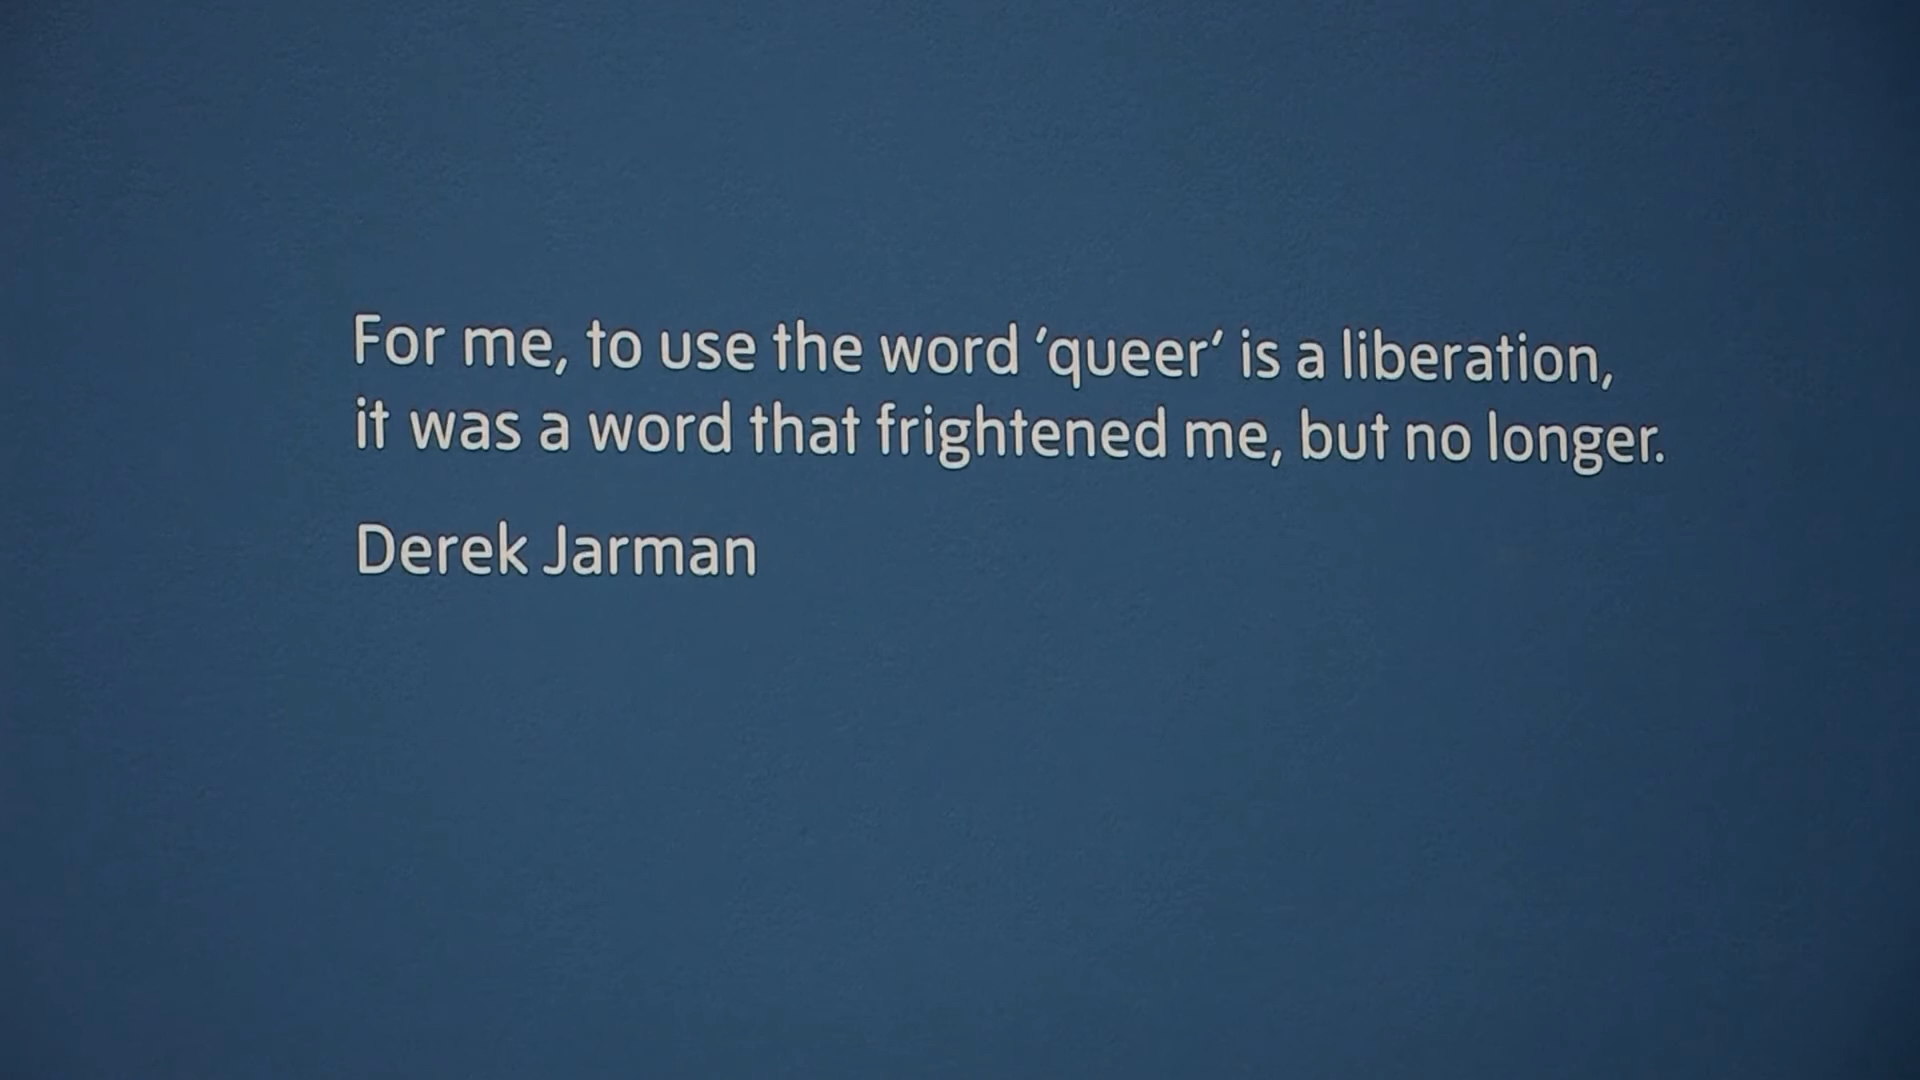 For me, to use the word ‘queer’ is a liberation,
it was a word that frightened me, but no longer.
Derek Jarman